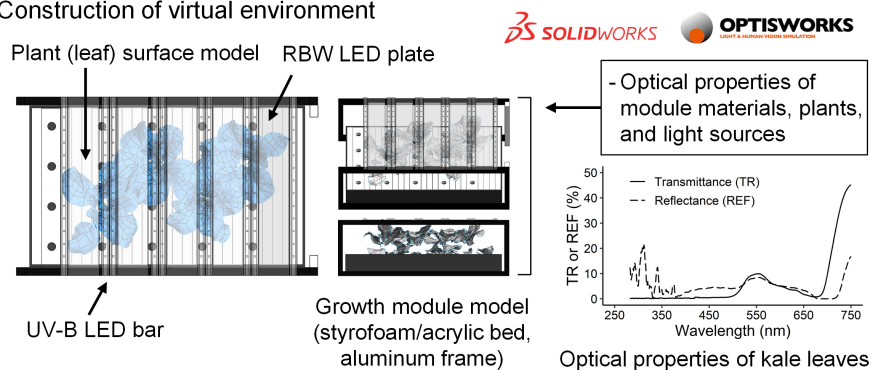 Construction of virtual environment
SOLIDWORKS
OPTISWORKS
LIGHT & HUMAN VISION SIMULATION
Plant (leaf) surface model
RBW LED plate
- Optical properties of
module materials, plants,
and light sources
UV-B LED bar
Growth module model
(styrofoam/acrylic bed,
aluminum frame)
TR or REF (%)
50
40
30
20
10
0
Transmittance (TR)
Reflectance (REF)
250 350 450 550 650 750
Wavelength (nm)
Optical properties of kale leaves